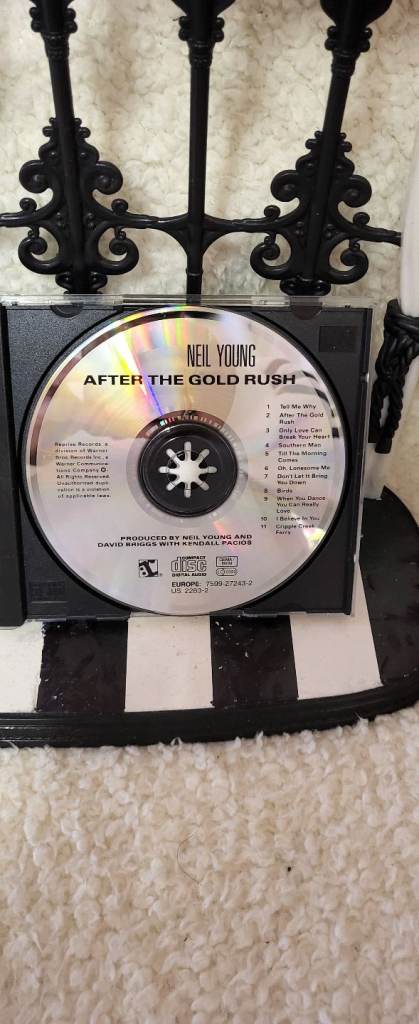 NEIL YOUNG
AFTER THE GOLD RUSH
Reprise Records, a
division of Warner
Bros. Records Inc., a
Warner Communica-
tions Company
All Rights Reserved.
Unauthorized dupli-
cation is a violation
of applicable laws.
1 Tell Me Why
2 After The Gold
Rush
3 Only Love Can
Break Your Heart
4 Southern Man
5 Till The Morning
Comes
6 Oh, Lonesome Me
7 Don't Let It Bring
You Down
8 Birds
9 When You Dance
You Can Really
Love
10 I Believe In You
11 Cripple Creek
Ferry
PRODUCED BY NEIL YOUNG AND
DAVID BRIGGS WITH KENDALL PACIOS
COMPACT
disc
DIGITAL AUDIO
GEMA
BIEM
EUROPE: 7599-27243-2
US: 2283-2